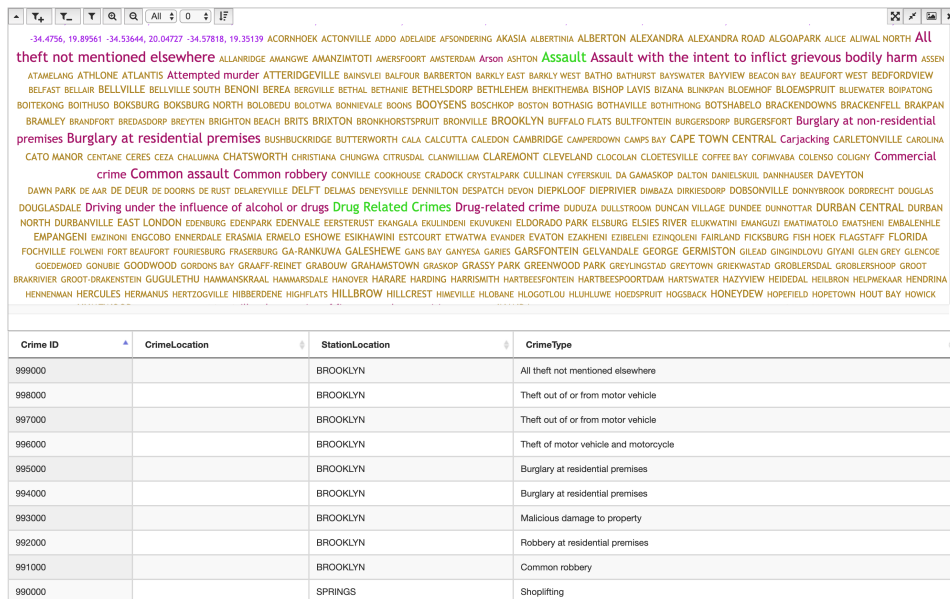 All 0
-34.4756, 19.89561 -34.53644, 20.04727 -34.57818, 19.35139 ACORNHOEK ACTONVILLE ADDO ADELAIDE AFSONDERING AKASIA ALBERTINIA ALBERTON ALEXANDRA ALEXANDRA ROAD ALGOAPARK ALICE ALIWAL NORTH All
theft not mentioned elsewhere ALLANRIDGE AMANGWE AMANZIMTOTI AMERSFOORT AMSTERDAM Arson ASHTON Assault Assault with the intent to inflict grievous bodily harm ASSEN
ATAMELANG ATHLONE ATLANTIS Attempted murder ATTERIDGEVILLE BAINSVLEI BALFOUR BARBERTON BARKLY EAST BARKLY WEST BATHO BATHURST BAYSWATER BAYVIEW BEACON BAY BEAUFORT WEST BEDFORDVIEW
BELFAST BELLAIR BELLVILLE BELLVILLE SOUTH BENONI BEREA BERGVILLE BETHAL BETHANIE BETHELSDORP BETHLEHEM BHEKITHEMBA BISHOP LAVIS BIZANA BLINKPAN BLOEMHOF BLOEMSPRUIT BLUEWATER BOIPATONG
BOITEKONG BOITHUSO BOKSBURG BOKSBURG NORTH BOLOBEDU BOLOTWA BONNIEVALE BOONS BOOYSENS BOSCHKOP BOSTON BOTHASIG BOTHAVILLE BOTHITHONG BOTSHABELO BRACKENDOWNS BRACKENFELL BRAKPAN
BRAMLEY BRANDFORT BREDASDORP BREYTEN BRIGHTON BEACH BRITS BRIXTON BRONKHORSTSPRUIT BRONVILLE BROOKLYN BUFFALO FLATS BULTFONTEIN BURGERSDORP BURGERSFORT Burglary at non-residential
premises Burglary at residential premises BUSHBUCKRIDGE BUTTERWORTH CALA CALCUTTA CALEDON CAMBRIDGE CAMPERDOWN CAMPS BAY CAPE TOWN CENTRAL Carjacking CARLETONVILLE CAROLINA
CATO MANOR CENTANE CERES CEZA CHALUMNA CHATSWORTH CHRISTIANA CHUNGWA CITRUSDAL CLANWILLIAM CLAREMONT CLEVELAND CLOCOLAN CLOETESVILLE COFFEE BAY COFIMVABA COLENSO COLIGNY Commercial
crime Common assault Common robbery CONVILLE COOKHOUSE CRADOCK CRYSTALPARK CULLINAN CYFERSKUIL DA GAMASKOP DALTON DANIELSKUIL DANNHAUSER DAVEYTON
DAWN PARK DE AAR DE DEUR DE DOORNS DE RUST DELAREYVILLE DELFT DELMAS DENEYSVILLE DENNILTON DESPATCH DEVON DIEPKLOOF DIEPRIVIER DIMBAZA DIRKIESDORP DOBSONVILLE DONNYBROOK DORDRECHT DOUGLAS
DOUGLASDALE Driving under the influence of alcohol or drugs Drug Related Crimes Drug-related crime DUDUZA DULLSTROOM DUNCAN VILLAGE DUNDEE DUNNOTTAR DURBAN CENTRAL DURBAN
NORTH DURBANVILLE EAST LONDON EDENBURG EDENPARK EDENVALE EERSTERUST EKANGALA EKULINDENI EKUVUKENI ELDORADO PARK ELSBURG ELSIES RIVER ELUKWATINI EMANGUZI EMATIMATOLO EMATSHENI EMBALENHLE
EMPANGENI EMZINONI ENGCOBO ENNERDALE ERASMIA ERMELO ESHOWE ESIKHAWINI ESTCOURT ETWATWA EVANDER EVATON EZAKHENI EZIBELENI EZINQOLENI FAIRLAND FICKSBURG FISH HOEK FLAGSTAFF FLORIDA
FOCHVILLE FOLWENI FORT BEAUFORT FOURIESBURG FRASERBURG GA-RANKUWA GALESHEWE GANS BAY GANYESA GARIES GARSFONTEIN GELVANDALE GEORGE GERMISTON GILEAD GINGINDLOVU GIYANI GLEN GREY GLENCOE
GOEDEMOED GONUBIE GOODWOOD GORDONS BAY GRAAFF-REINET GRABOUW GRAHAMSTOWN GRASKOP GRASSY PARK GREENWOOD PARK GREYLINGSTAD GREYTOWN GRIEKWASTAD GROBLERSDAL GROBLERSHOOP GROOT
BRAKRIVIER GROOT-DRAKENSTEIN GUGULETHU HAMMANSKRAAL HAMMARSDALE HANOVER HARARE HARDING HARRISMITH HARTBEESFONTEIN HARTBEESPOORTDAM HARTSWATER HAZYVIEW HEIDEDAL HEILBRON HELPMEKAAR HENDRINA
HENNENMAN HERCULES HERMANUS HERTZOGVILLE HIBBERDENE HIGHFLATS HILLBROW HILLCREST HIMEVILLE HLOBANE HLOGOTLOU HLUHLUWE HOEDSPRUIT HOGSBACK HONEYDEW HOPEFIELD HOPETOWN HOUT BAY HOWICK
Crime ID CrimeLocation StationLocation CrimeType
999000 BROOKLYN All theft not mentioned elsewhere
998000 BROOKLYN Theft out of or from motor vehicle
997000 BROOKLYN Theft out of or from motor vehicle
996000 BROOKLYN Theft of motor vehicle and motorcycle
995000 BROOKLYN Burglary at residential premises
994000 BROOKLYN Burglary at residential premises
993000 BROOKLYN Malicious damage to property
992000 BROOKLYN Robbery at residential premises
991000 BROOKLYN Common robbery
990000 SPRINGS Shoplifting